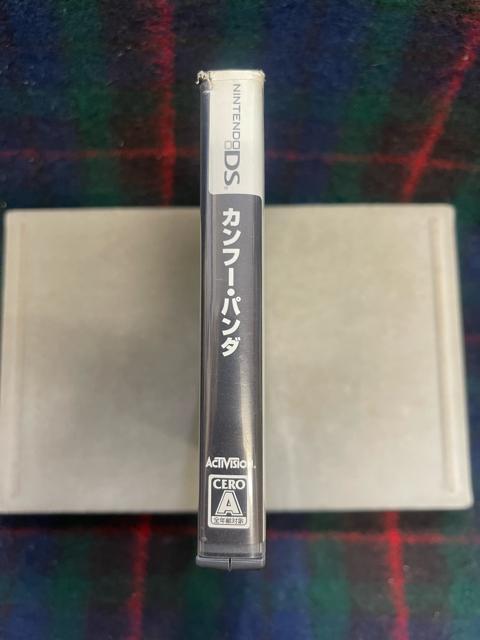 NINTENDO DS
カンフー・パンダ
ACTIVISION
CERO
A
全年齢対象